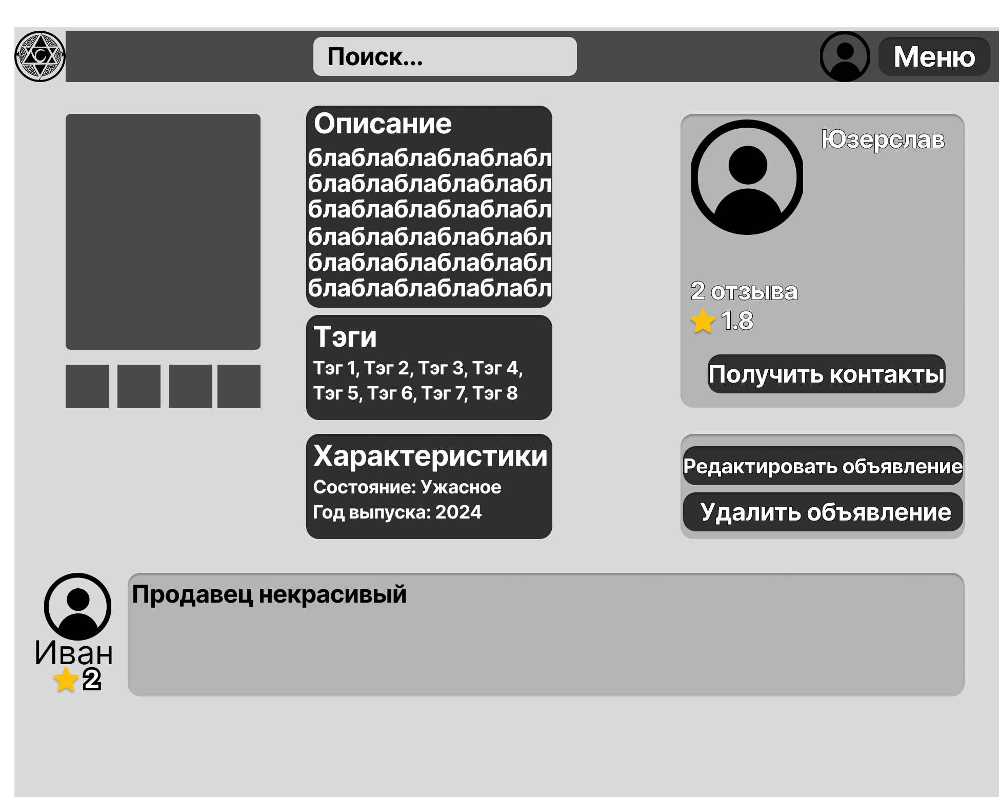 Поиск...
Меню
Описание
блаблаблаблаблабл
блаблаблаблаблабл
блаблаблаблаблабл
блаблаблаблаблабл
блаблаблаблаблабл
блаблаблаблаблабл
Тэги
Тэг 1, Тэг 2, Тэг 3, Тэг 4,
Тэг 5, Тэг 6, Тэг 7, Тэг 8
Характеристики
Состояние: Ужасное
Год выпуска: 2024
Юзерслав
2 отзыва
1.8
Получить контакты
Редактировать объявление
Удалить объявление
Иван
2
Продавец некрасивый